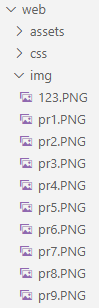 web
assets
css
img
123.PNG
pr1.PNG
pr2.PNG
pr3.PNG
pr4.PNG
pr5.PNG
pr6.PNG
pr7.PNG
pr8.PNG
pr9.PNG